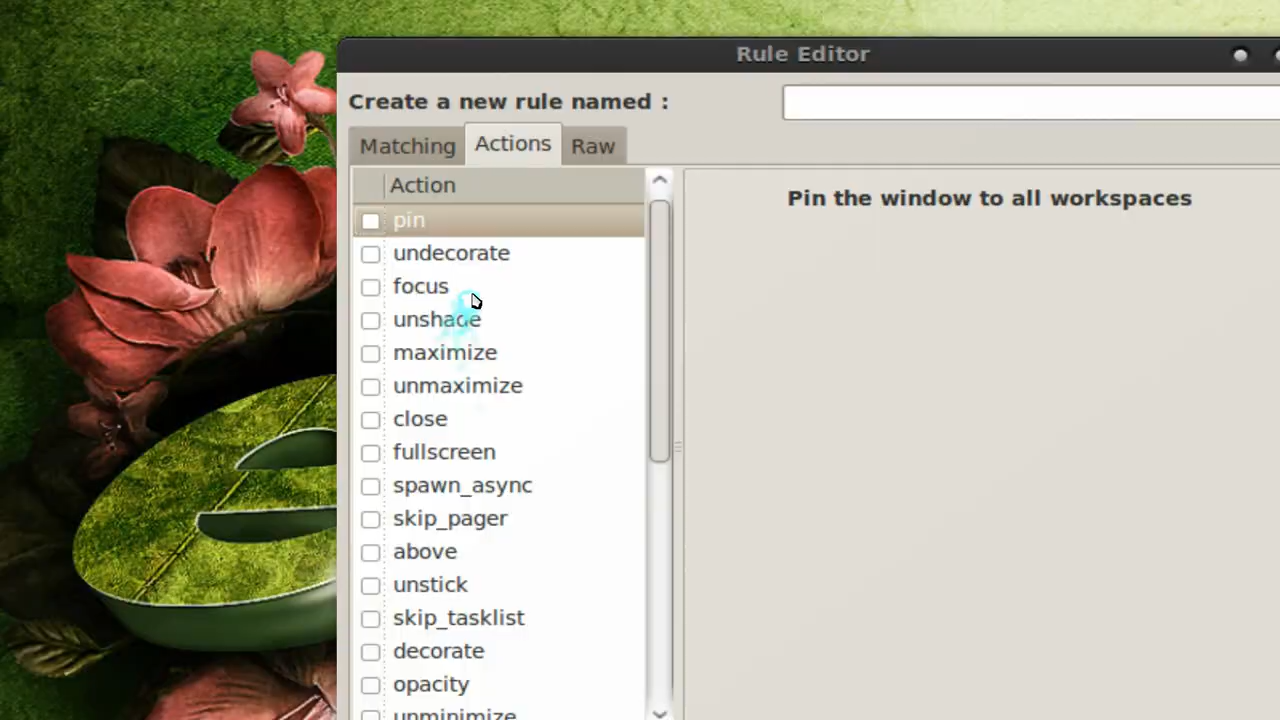 Rule Editor
Create a new rule named :
Matching Actions Raw
Action
pin
undecorate
focus
unshade
maximize
unmaximize
close
fullscreen
spawn_async
skip_pager
above
unstick
skip_tasklist
decorate
opacity
unminimize
Pin the window to all workspaces